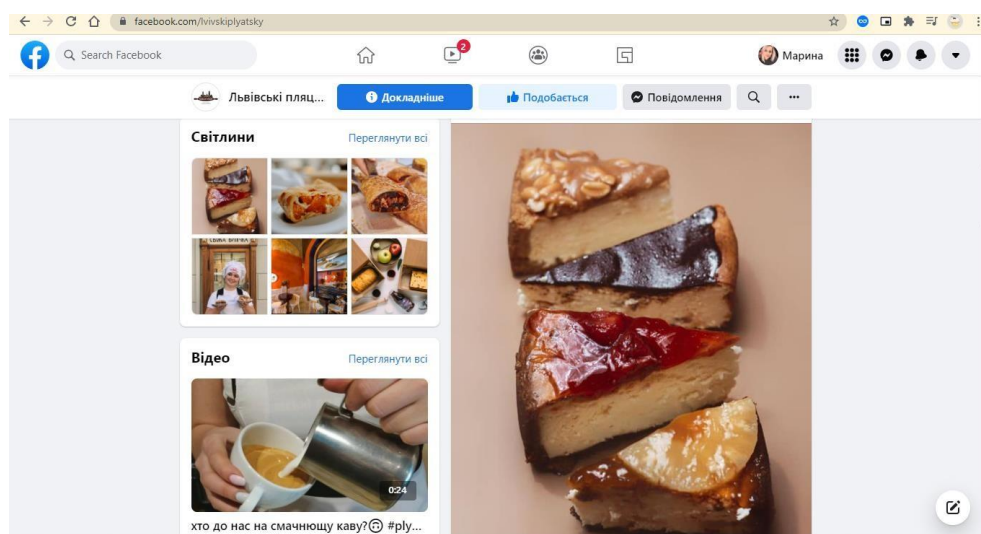 facebook.com/lvivskiplyatsky
Search Facebook
2
Марина
Львівські пляц...
Докладніше
Подобається
Повідомлення
Світлини
Переглянути всі
Відео
Переглянути всі
0:24
хто до нас на смачнющу каву?🙃 #ply...